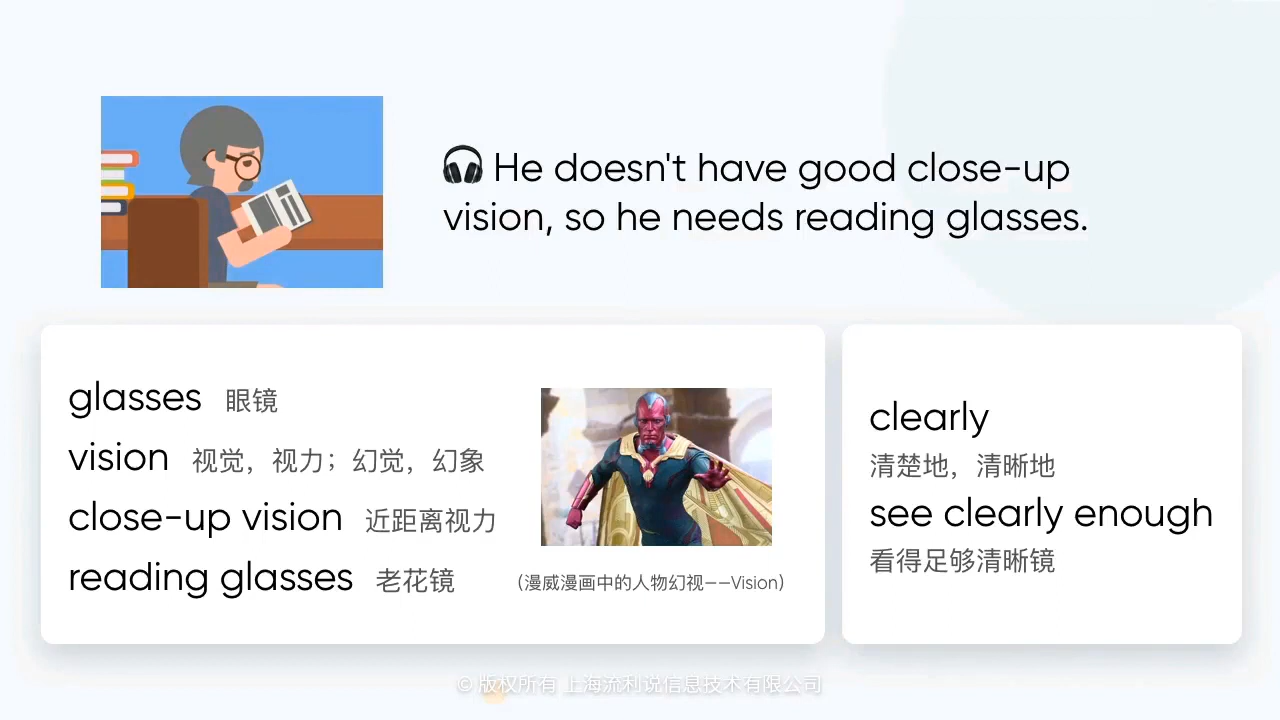 He doesn't have good close-up
vision, so he needs reading glasses.
glasses 眼镜
vision 视觉，视力；幻觉，幻象
close-up vision 近距离视力
reading glasses 老花镜
（漫威漫画中的人物幻视——Vision）
clearly
清楚地，清晰地
see clearly enough
看得足够清晰镜
© 版权所有 上海流利说信息技术有限公司